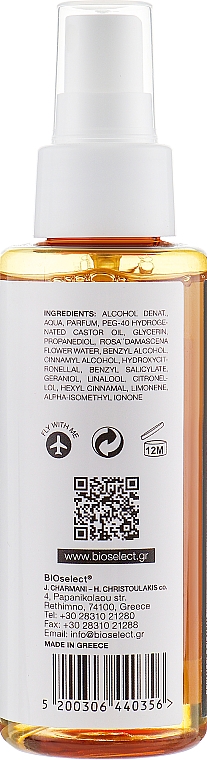 INGREDIENTS: ALCOHOL DENAT.,
AQUA, PARFUM, PEG-40 HYDROGE-
NATED CASTOR OIL, GLYCERIN,
PROPANEDIOL, ROSA DAMASCENA
FLOWER WATER, BENZYL ALCOHOL,
CINNAMYL ALCOHOL, HYDROXYCIT-
RONELLAL, BENZYL SALICYLATE,
GERANIOL, LINALOOL, CITRONEL-
LOL, HEXYL CINNAMAL, LIMONENE,
ALPHA-ISOMETHYL IONONE
FLY WITH ME
12M
www.bioselect.gr
BIOselect®
J. CHARMANI – H. CHRISTOULAKIS co.
4, Papanikolaou str.
Rethimno, 74100, Greece
Tel: +30 28310 21280
Fax: +30 28310 21288
Email: info@bioselect.gr
MADE IN GREECE
5 200306 440356 >